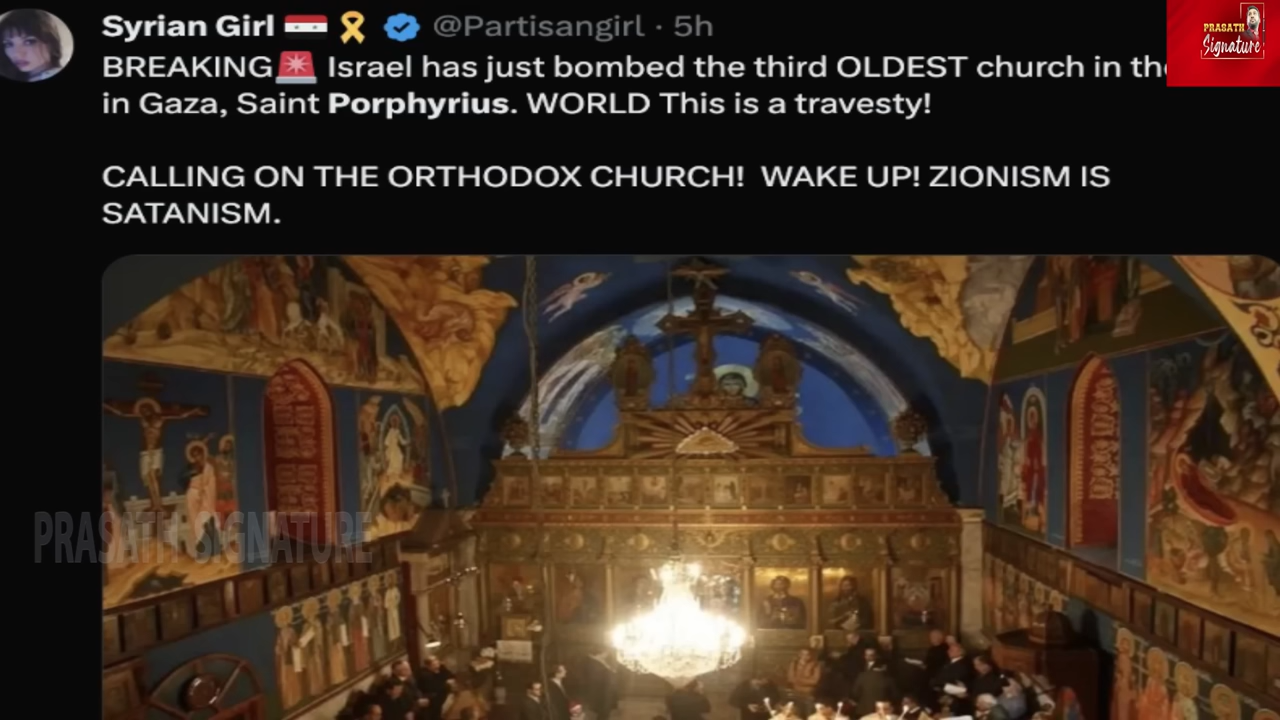 Syrian Girl 🇸🇾 🎗 @Partisangirl · 5h
BREAKING🚨 Israel has just bombed the third OLDEST church in the
in Gaza, Saint Porphyrius. WORLD This is a travesty!
CALLING ON THE ORTHODOX CHURCH! WAKE UP! ZIONISM IS
SATANISM.
PRASATH
Signature
PRASATH SIGNATURE